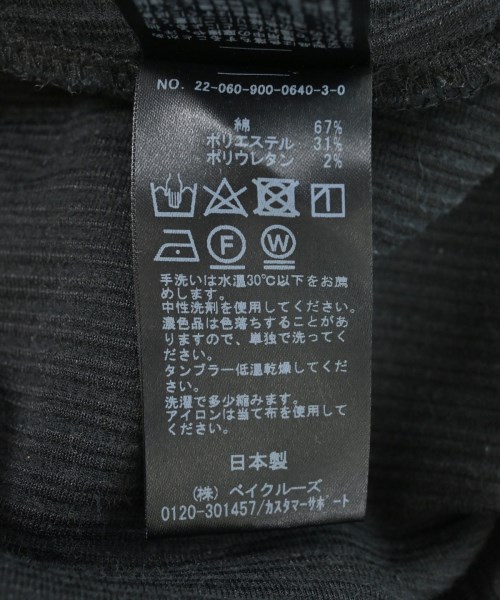 NO. 22-060-900-0640-3-0
綿 67%
ポリエステル 31%
ポリウレタン 2%
F W
手洗いは水温30℃以下をお薦
めします。
中性洗剤を使用してください。
濃色品は色落ちすることがあ
りますので、単独で洗ってく
ださい。
タンブラー低温乾燥してくだ
さい。
洗濯で多少縮みます。
アイロンは当て布を使用して
ください。
日本製
(株) ベイクルーズ
0120-301457/カスタマーサポート